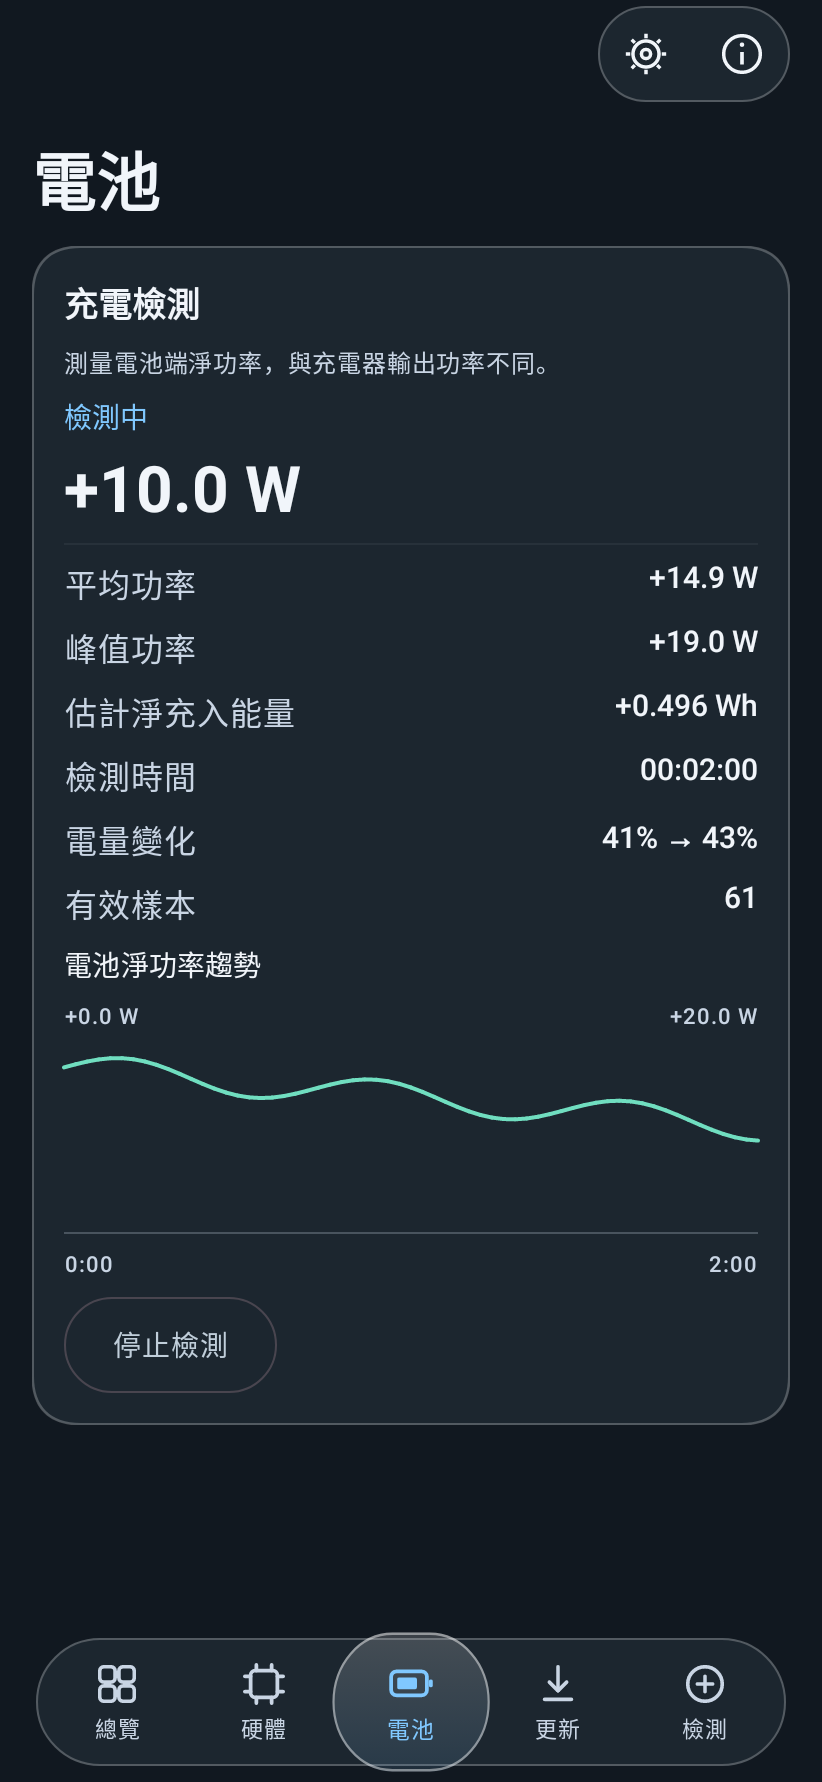 電池
充電檢測
測量電池端淨功率，與充電器輸出功率不同。
檢測中
+10.0 W
平均功率 +14.9 W
峰值功率 +19.0 W
估計淨充入能量 +0.496 Wh
檢測時間 00:02:00
電量變化 41% → 43%
有效樣本 61
電池淨功率趨勢
+0.0 W +20.0 W
0:00 2:00
停止檢測
總覽 硬體 電池 更新 檢測